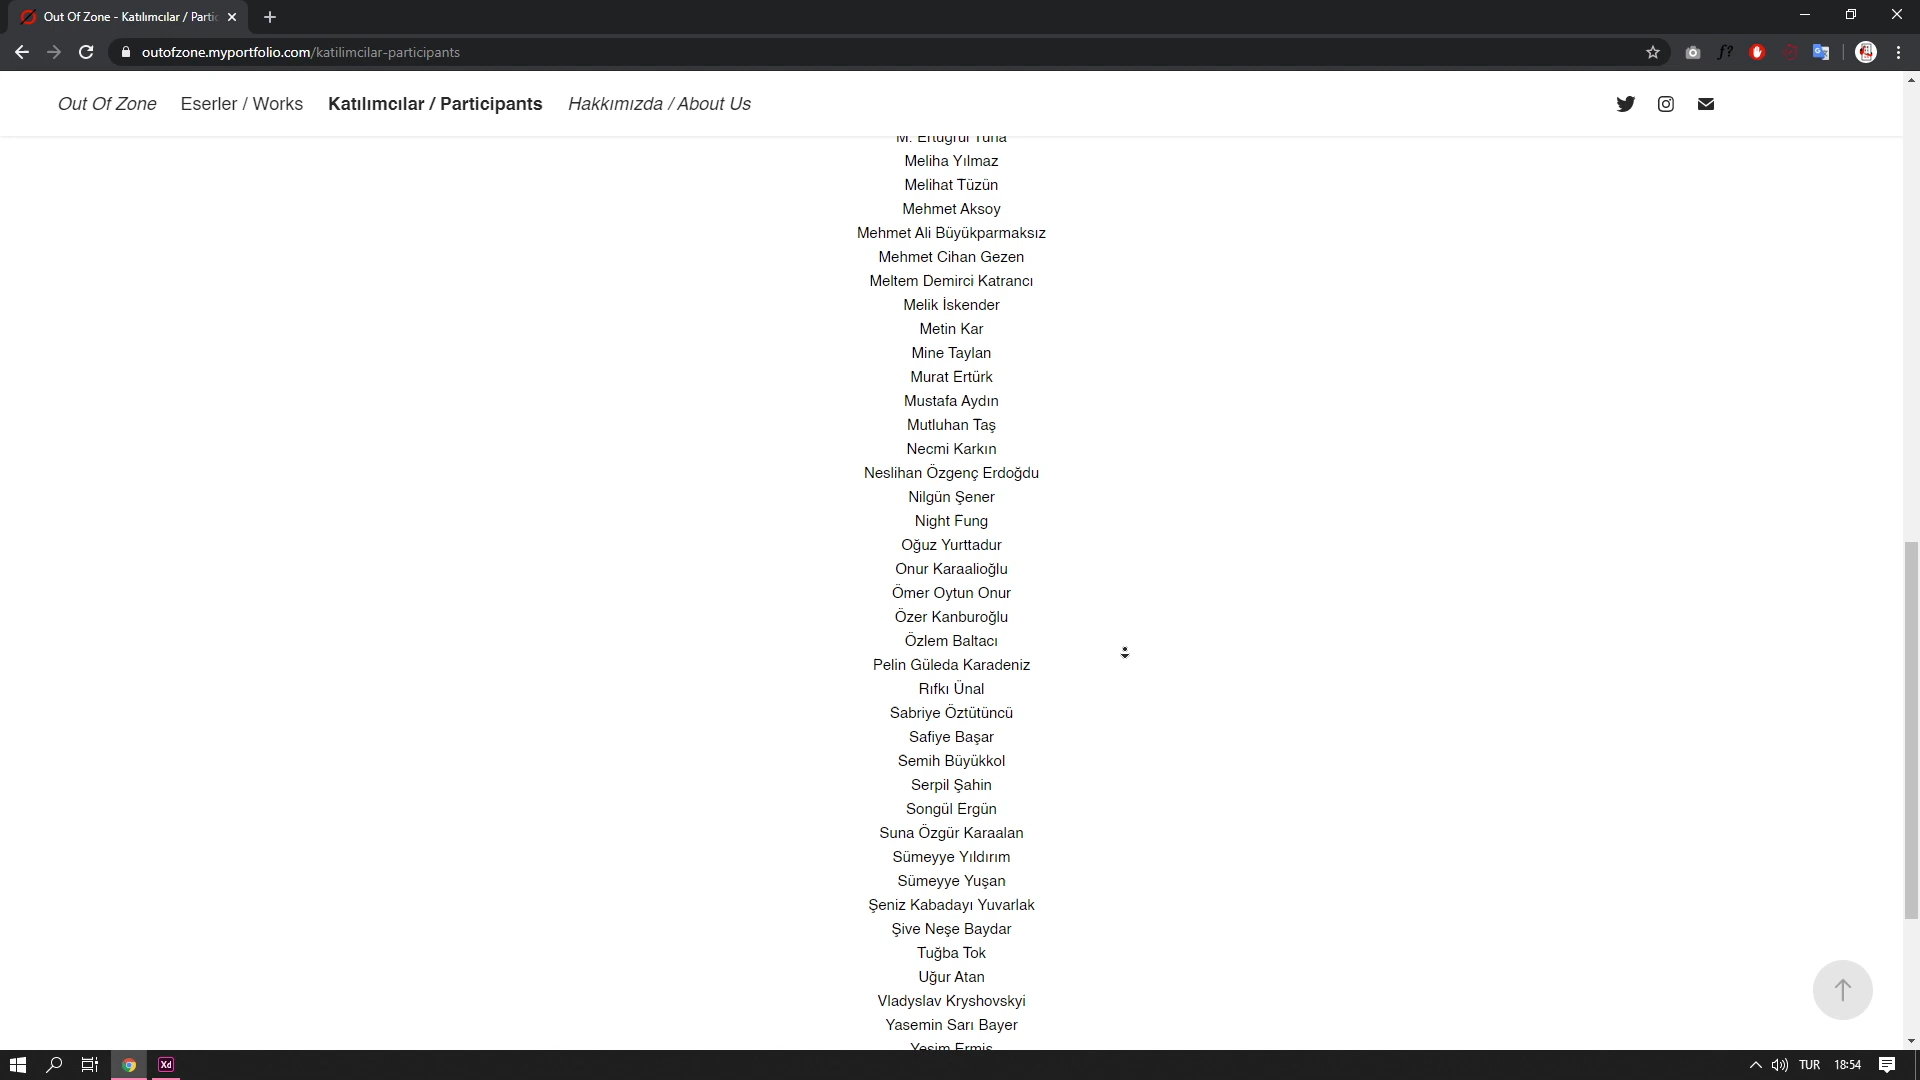 Out Of Zone - Katılımcılar / Partic
outofzone.myportfolio.com/katilimcilar-participants
Out Of Zone Eserler / Works Katılımcılar / Participants Hakkımızda / About Us
M. Ertuğrul Tuna
Meliha Yılmaz
Melihat Tüzün
Mehmet Aksoy
Mehmet Ali Büyükparmaksız
Mehmet Cihan Gezen
Meltem Demirci Katrancı
Melik İskender
Metin Kar
Mine Taylan
Murat Ertürk
Mustafa Aydın
Mutluhan Taş
Necmi Karkın
Neslihan Özgenç Erdoğdu
Nilgün Şener
Night Fung
Oğuz Yurttadur
Onur Karaalioğlu
Ömer Oytun Onur
Özer Kanburoğlu
Özlem Baltacı
Pelin Güleda Karadeniz
Rıfkı Ünal
Sabriye Öztütüncü
Safiye Başar
Semih Büyükkol
Serpil Şahin
Songül Ergün
Suna Özgür Karaalan
Sümeyye Yıldırım
Sümeyye Yuşan
Şeniz Kabadayı Yuvarlak
Şive Neşe Baydar
Tuğba Tok
Uğur Atan
Vladyslav Kryshovskyi
Yasemin Sarı Bayer
Yeşim Ermiş
Xd TUR 18:54